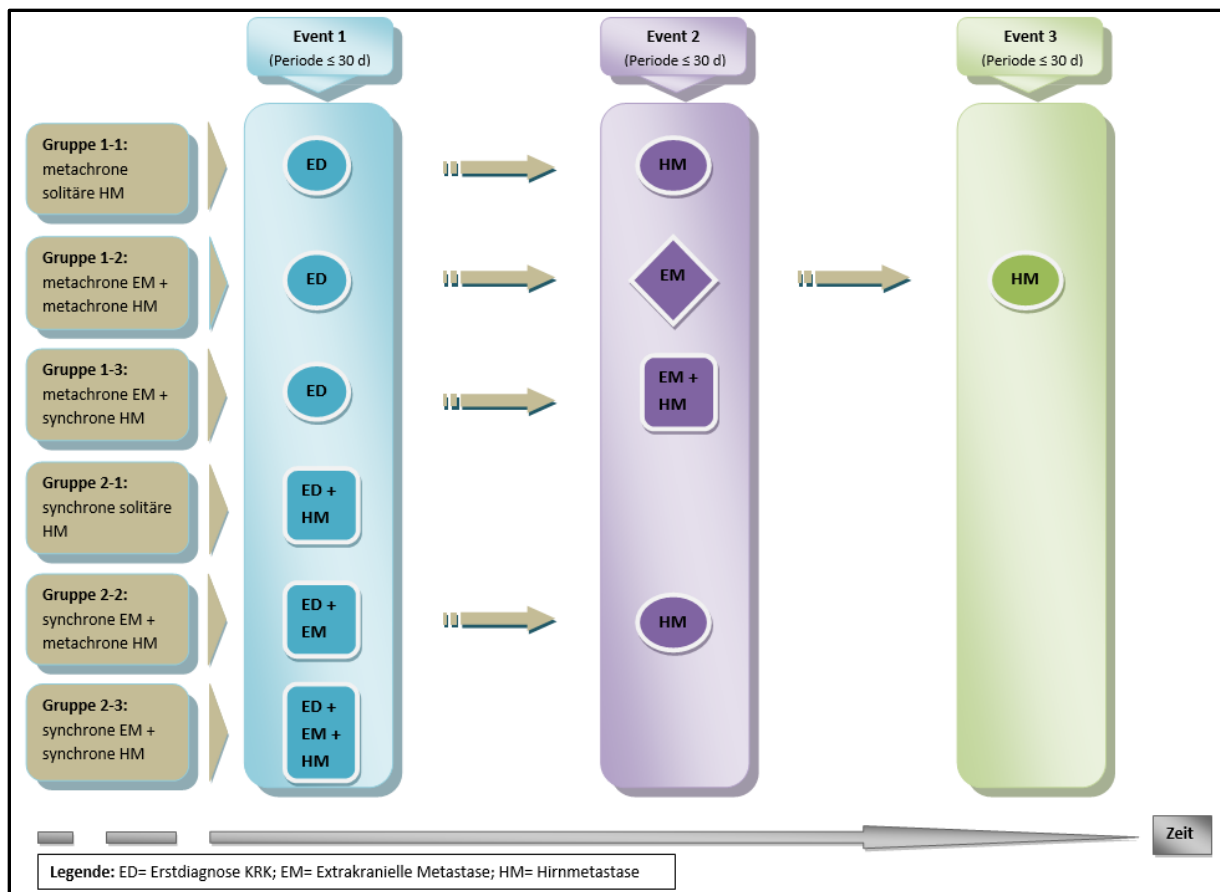 Event 1
(Periode ≤ 30 d)
Event 2
(Periode ≤ 30 d)
Event 3
(Periode ≤ 30 d)
Gruppe 1-1:
metachrone
solitäre HM
ED
HM
Gruppe 1-2:
metachrone EM +
metachrone HM
ED
EM
HM
Gruppe 1-3:
metachrone EM +
synchrone HM
ED
EM +
HM
Gruppe 2-1:
synchrone solitäre
HM
ED +
HM
Gruppe 2-2:
synchrone EM +
metachrone HM
ED +
EM
HM
Gruppe 2-3:
synchrone EM +
synchrone HM
ED +
EM +
HM
Zeit
Legende: ED= Erstdiagnose KRK; EM= Extrakranielle Metastase; HM= Hirnmetastase